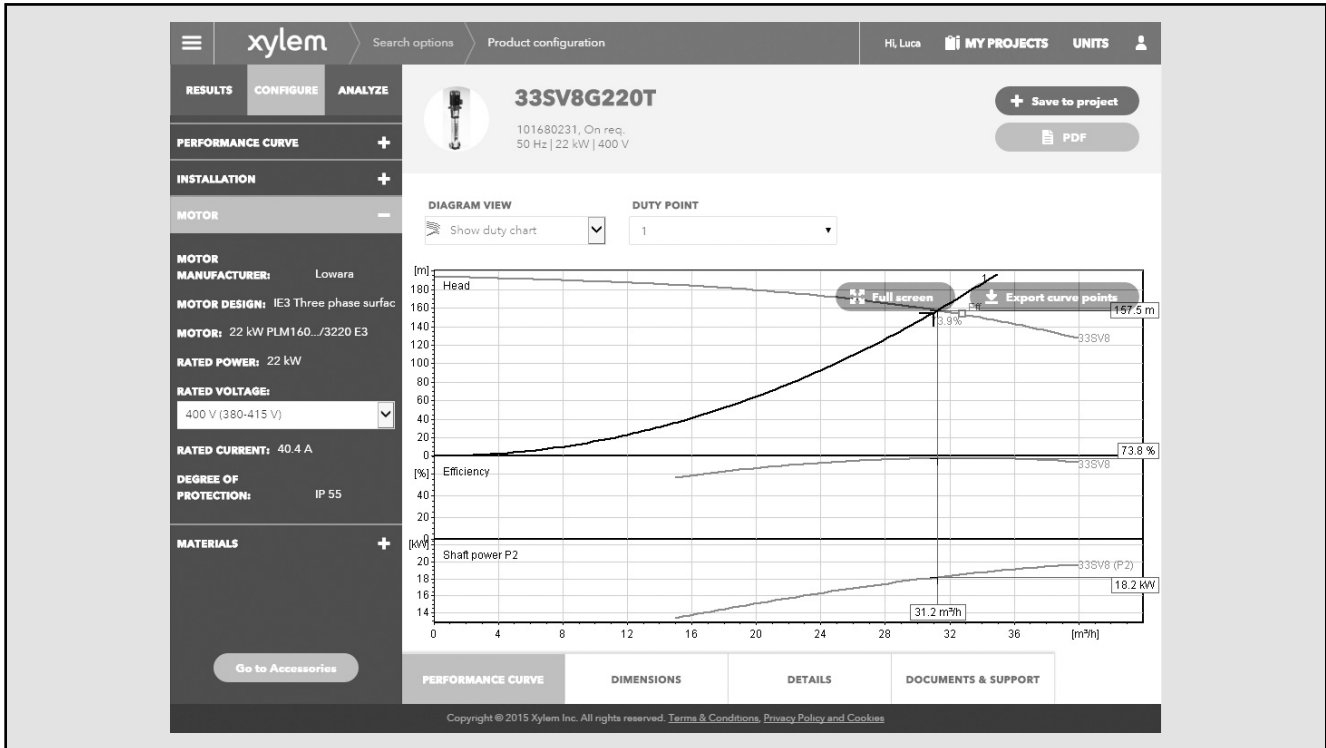 xylem
Search options
Product configuration
Hi, Luca
MY PROJECTS
UNITS
RESULTS
CONFIGURE
ANALYZE
PERFORMANCE CURVE
INSTALLATION
MOTOR
MOTOR
MANUFACTURER: Lowara
MOTOR DESIGN: IE3 Three phase surfac
MOTOR: 22 kW PLM160.../3220 E3
RATED POWER: 22 kW
RATED VOLTAGE:
400 V (380-415 V)
RATED CURRENT: 40.4 A
DEGREE OF
PROTECTION: IP 55
MATERIALS
Go to Accessories
33SV8G220T
101680231, On req.
50 Hz | 22 kW | 400 V
+ Save to project
PDF
DIAGRAM VIEW
Show duty chart
DUTY POINT
1
[m]
Head
180
160
140
120
100
80
60
40
20
0
1
Full screen
Export curve points
Eff
3.9%
157.5 m
33SV8
[%]
Efficiency
40
20
0
73.8 %
33SV8
[kW]
Shaft power P2
20
18
16
14
33SV8 (P2)
18.2 kW
31.2 m³/h
0 4 8 12 16 20 24 28 32 36 [m³/h]
PERFORMANCE CURVE
DIMENSIONS
DETAILS
DOCUMENTS & SUPPORT
Copyright © 2015 Xylem Inc. All rights reserved. Terms & Conditions, Privacy Policy and Cookies